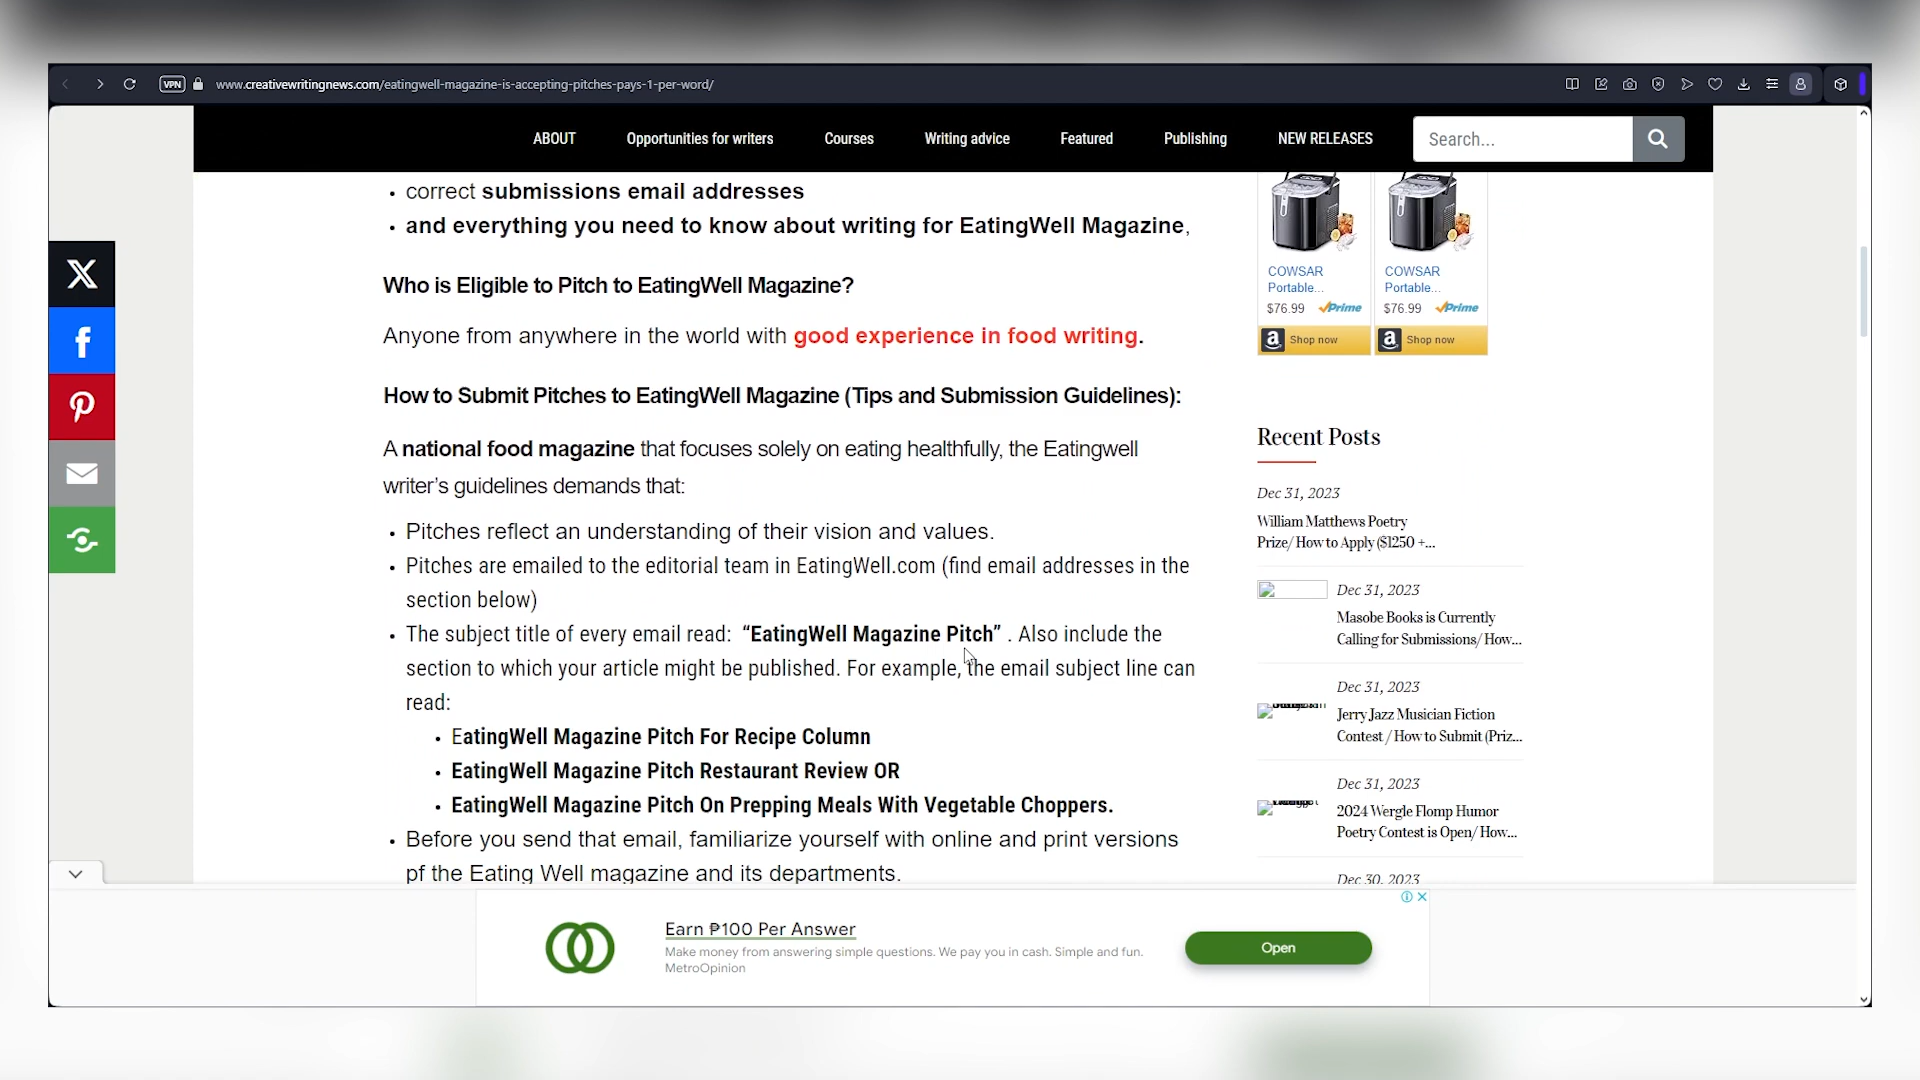 VPN
www.creativewritingnews.com/eatingwell-magazine-is-accepting-pitches-pays-1-per-word/
ABOUT
Opportunities for writers
Courses
Writing advice
Featured
Publishing
NEW RELEASES
Search...
correct submissions email addresses
and everything you need to know about writing for EatingWell Magazine,
Who is Eligible to Pitch to EatingWell Magazine?
Anyone from anywhere in the world with good experience in food writing.
How to Submit Pitches to EatingWell Magazine (Tips and Submission Guidelines):
A national food magazine that focuses solely on eating healthfully, the Eatingwell
writer’s guidelines demands that:
Pitches reflect an understanding of their vision and values.
Pitches are emailed to the editorial team in EatingWell.com (find email addresses in the
section below)
The subject title of every email read: “EatingWell Magazine Pitch” . Also include the
section to which your article might be published. For example, the email subject line can
read:
EatingWell Magazine Pitch For Recipe Column
EatingWell Magazine Pitch Restaurant Review OR
EatingWell Magazine Pitch On Prepping Meals With Vegetable Choppers.
Before you send that email, familiarize yourself with online and print versions
pf the Eating Well magazine and its departments.
COWSAR
Portable...
$76.99 Prime
a Shop now
COWSAR
Portable...
$76.99 Prime
a Shop now
Recent Posts
Dec 31, 2023
William Matthews Poetry
Prize/ How to Apply ($1250 +...
Dec 31, 2023
Masobe Books is Currently
Calling for Submissions/ How...
Dec 31, 2023
Jerry Jazz Musician Fiction
Contest / How to Submit (Priz...
Dec 31, 2023
2024 Wergle Flomp Humor
Poetry Contest is Open/ How...
Dec 30, 2023
Earn ₱100 Per Answer
Make money from answering simple questions. We pay you in cash. Simple and fun.
MetroOpinion
Open